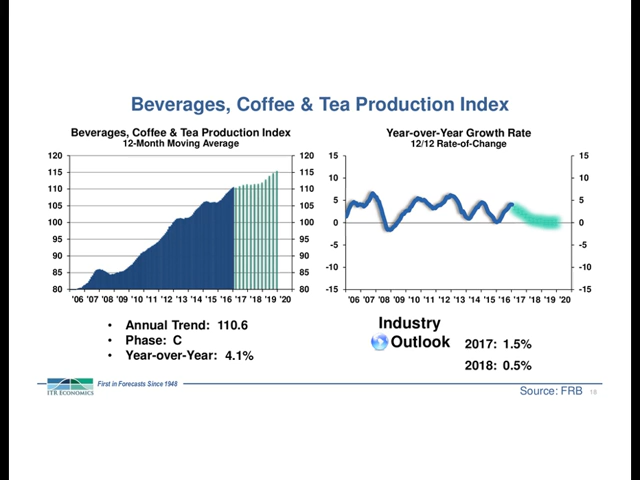 Beverages, Coffee & Tea Production Index
Beverages, Coffee & Tea Production Index
12-Month Moving Average
120 120
115 115
110 110
105 105
100 100
95 95
90 90
85 85
80 80
'06 '07 '08 '09 '10 '11 '12 '13 '14 '15 '16 '17 '18 '19 '20
Year-over-Year Growth Rate
12/12 Rate-of-Change
15 15
10 10
5 5
0 0
-5 -5
-10 -10
-15 -15
'06 '07 '08 '09 '10 '11 '12 '13 '14 '15 '16 '17 '18 '19 '20
• Annual Trend: 110.6
• Phase: C
• Year-over-Year: 4.1%
Industry
Outlook
2017: 1.5%
2018: 0.5%
ITR ECONOMICS
First in Forecasts Since 1948
Source: FRB
18